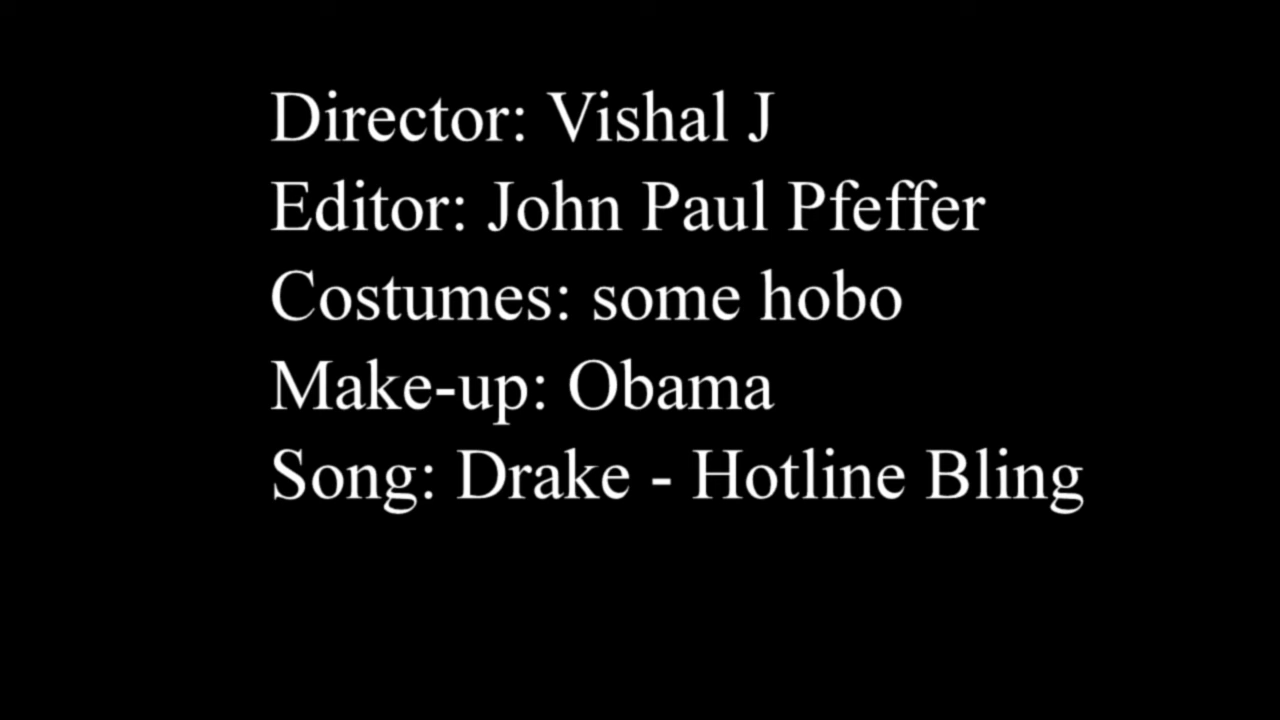 Director: Vishal J
Editor: John Paul Pfeffer
Costumes: some hobo
Make-up: Obama
Song: Drake - Hotline Bling